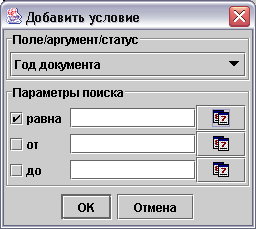 Добавить условие
Поле/аргумент/статус
Год документа
Параметры поиска
равна
от
до
OK
Отмена